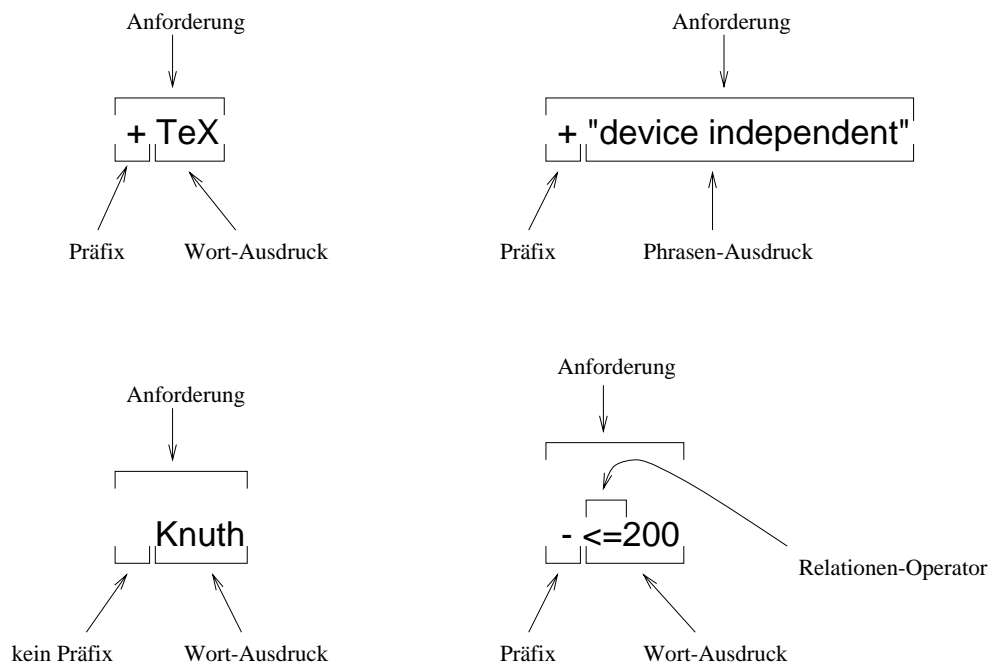 Anforderung
+ TeX
Präfix
Wort-Ausdruck
Anforderung
+ "device independent"
Präfix
Phrasen-Ausdruck
Anforderung
Knuth
kein Präfix
Wort-Ausdruck
Anforderung
- <=200
Relationen-Operator
Präfix
Wort-Ausdruck